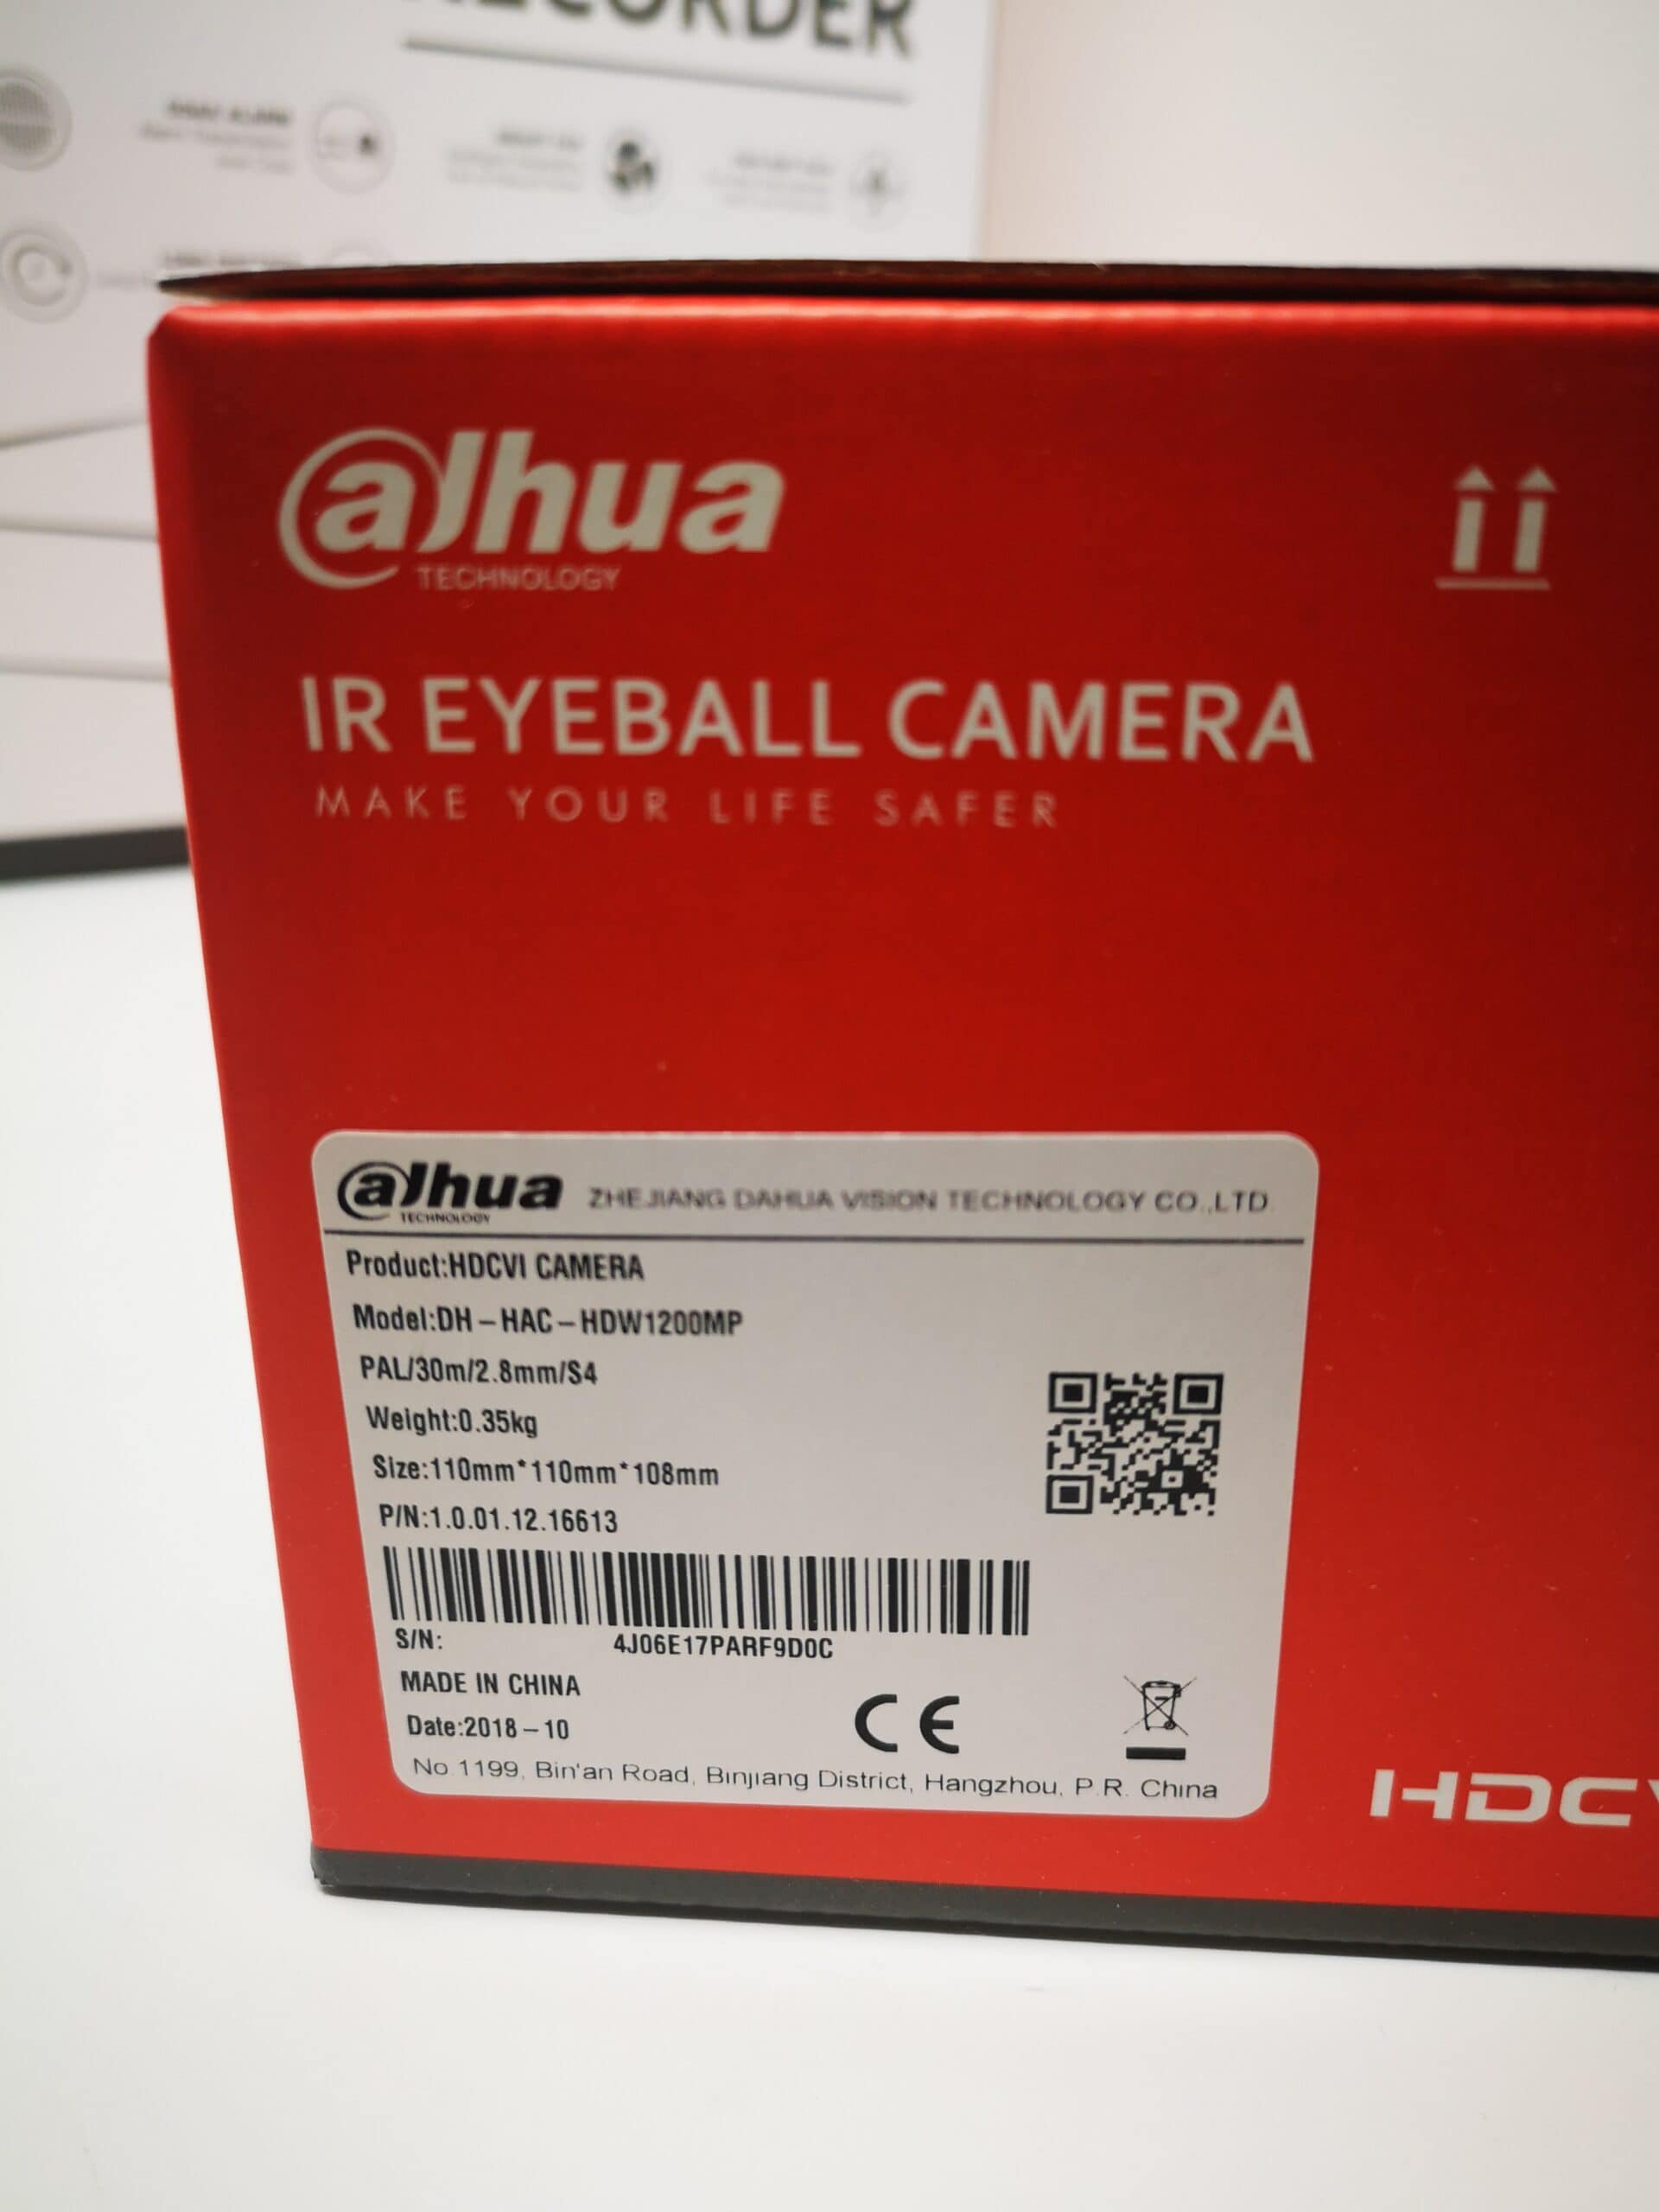 RECORDER
alhua
TECHNOLOGY
IR EYEBALL CAMERA
MAKE YOUR LIFE SAFER
alhua
TECHNOLOGY
ZHEJIANG DAHUA VISION TECHNOLOGY CO.,LTD.
Product:HDCVI CAMERA
Model:DH-HAC-HDW1200MP
PAL/30m/2.8mm/S4
Weight:0.35kg
Size:110mm*110mm*108mm
P/N:1.0.01.12.16613
S/N: 4J06E17PARF9D0C
MADE IN CHINA
Date:2018-10
CE
No.1199, Bin'an Road, Binjiang District, Hangzhou, P.R. China
HDCV